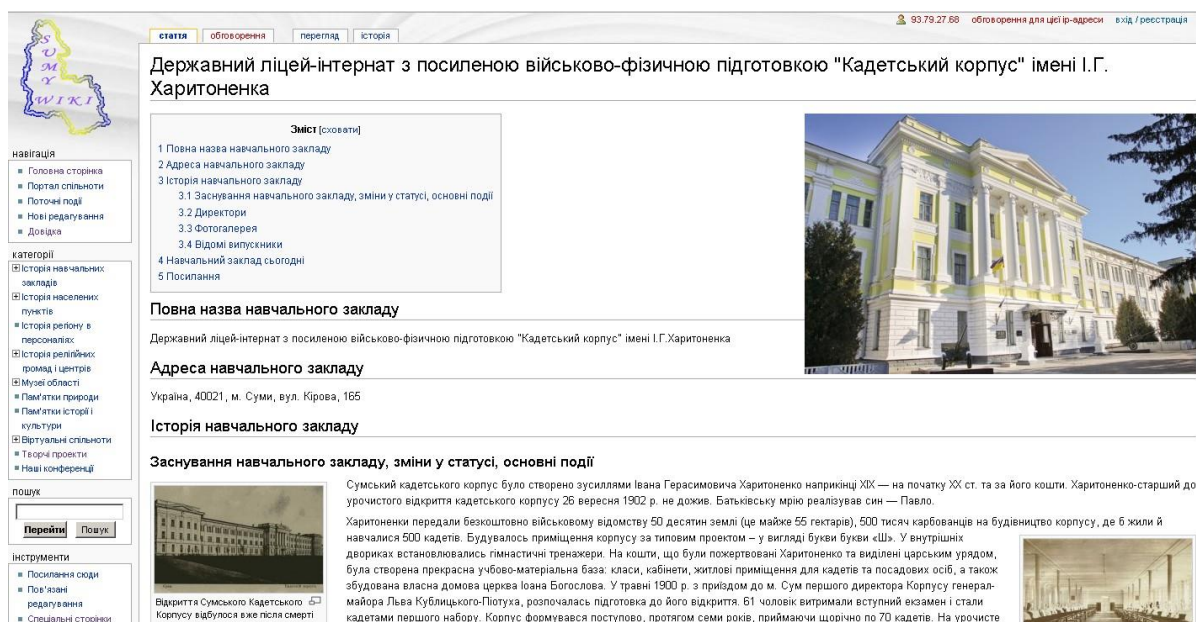 93.79.27.68 обговорення для цієї ір-адреси вхід / реєстрація
стаття обговорення перегляд історія
SUMY WIKI
Державний ліцей-інтернат з посиленою військово-фізичною підготовкою "Кадетський корпус" імені І.Г.
Харитоненка
Зміст [сховати]
1 Повна назва навчального закладу
2 Адреса навчального закладу
3 Історія навчального закладу
3.1 Заснування навчального закладу, зміни у статусі, основні події
3.2 Директори
3.3 Фотогалерея
3.4 Відомі випускники
4 Навчальний заклад сьогодні
5 Посилання
навігація
Головна сторінка
Портал спільноти
Поточні події
Нові редагування
Довідка
категорії
Історія навчальних
закладів
Історія населених
пунктів
Історія регіону в
персоналіях
Історія релігійних
громад і центрів
Музеї області
Пам'ятки природи
Пам'ятки історії і
культури
Віртуальні спільноти
Творчі проекти
Наші конференції
пошук
Перейти Пошук
інструменти
Посилання сюди
Пов'язані
редагування
Спеціальні сторінки
Повна назва навчального закладу
Державний ліцей-інтернат з посиленою військово-фізичною підготовкою "Кадетський корпус" імені І.Г.Харитоненка
Адреса навчального закладу
Україна, 40021, м. Суми, вул. Кірова, 165
Історія навчального закладу
Заснування навчального закладу, зміни у статусі, основні події
Сумський кадетського корпус було створено зусиллями Івана Герасимовича Харитоненко наприкінці XIX — на початку XX ст. та за його кошти. Харитоненко-старший до
урочистого відкриття кадетського корпусу 26 вересня 1902 р. не дожив. Батьківську мрію реалізував син — Павло.
Харитоненки передали безкоштовно військовому відомству 50 десятин землі (це майже 55 гектарів), 500 тисяч карбованців на будівництво корпусу, де б жили й
навчалися 500 кадетів. Будувалось приміщення корпусу за типовим проектом – у вигляді букви букви «Ш». У внутрішніх
двориках встановлювались гімнастичні тренажери. На кошти, що були пожертвовані Харитоненко та виділені царським урядом,
була створена прекрасна учбово-матеріальна база: класи, кабінети, житлові приміщення для кадетів та посадових осіб, а також
збудована власна домова церква Іоана Богослова. У травні 1900 р. з приїздом до м. Сум першого директора Корпусу генерал-
майора Льва Кублицького-Піотуха, розпочалась підготовка до його відкриття. 61 чоловік витримали вступний екзамен і стали
кадетами першого набору. Корпус формувався поступово, протягом семи років, приймаючи щорічно по 70 кадетів. На урочисте
Відкриття Сумського Кадетського
Корпусу відбулося вже після смерті